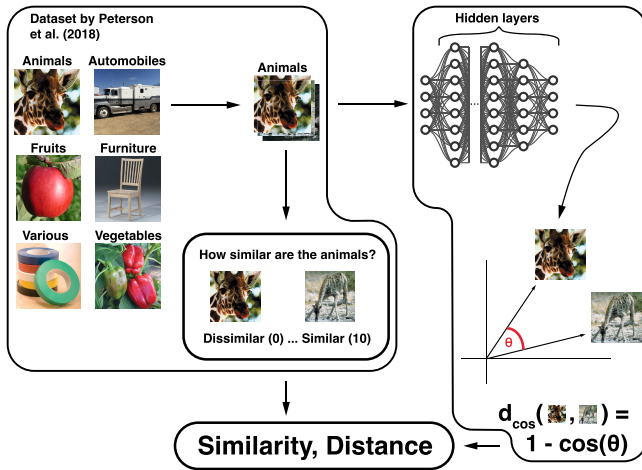 Dataset by Peterson
et al. (2018)
Animals
Automobiles
Fruits
Furniture
Various
Vegetables
Animals
How similar are the animals?
Dissimilar (0) ... Similar (10)
Hidden layers
...
θ
d_cos( , ) =
1 - cos(θ)
Similarity, Distance